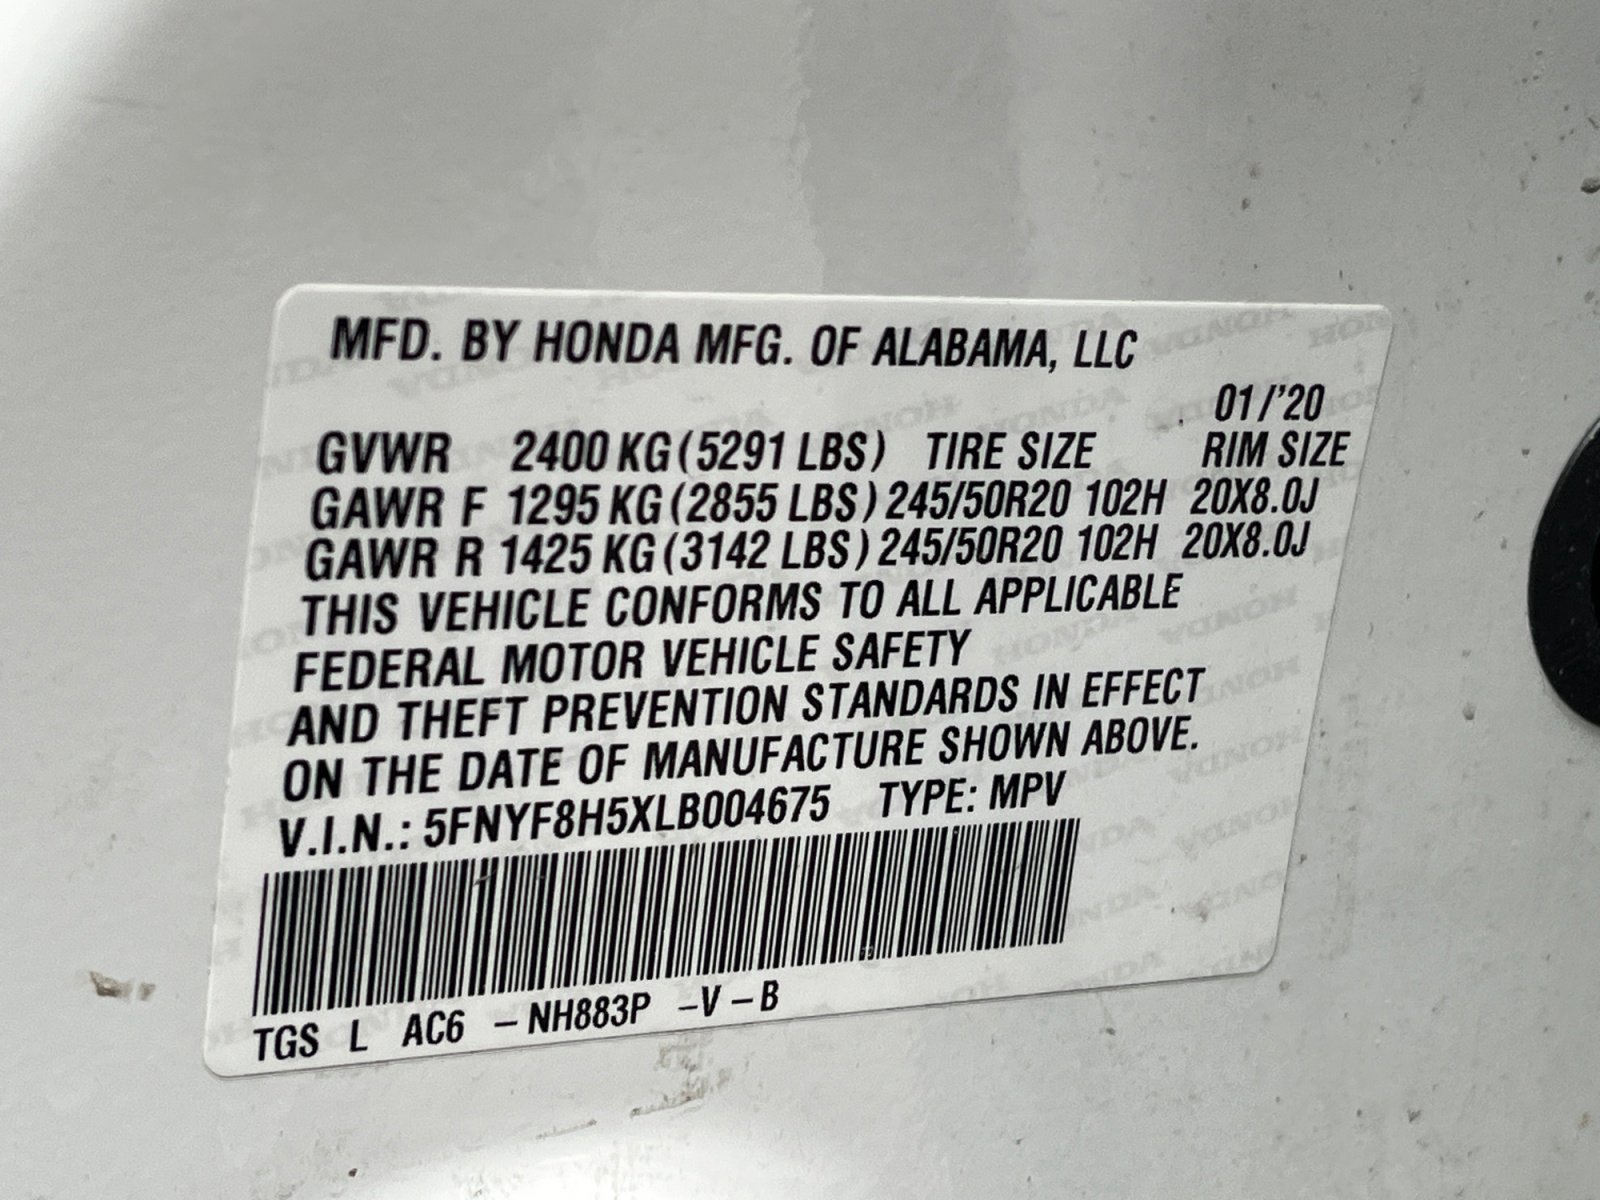 MFD. BY HONDA MFG. OF ALABAMA, LLC
01/'20
GVWR 2400 KG (5291 LBS) TIRE SIZE RIM SIZE
GAWR F 1295 KG (2855 LBS) 245/50R20 102H 20X8.0J
GAWR R 1425 KG (3142 LBS) 245/50R20 102H 20X8.0J
THIS VEHICLE CONFORMS TO ALL APPLICABLE
FEDERAL MOTOR VEHICLE SAFETY
AND THEFT PREVENTION STANDARDS IN EFFECT
ON THE DATE OF MANUFACTURE SHOWN ABOVE.
V.I.N.: 5FNYF8H5XLB004675 TYPE: MPV
TGS L AC6 – NH883P –V – B